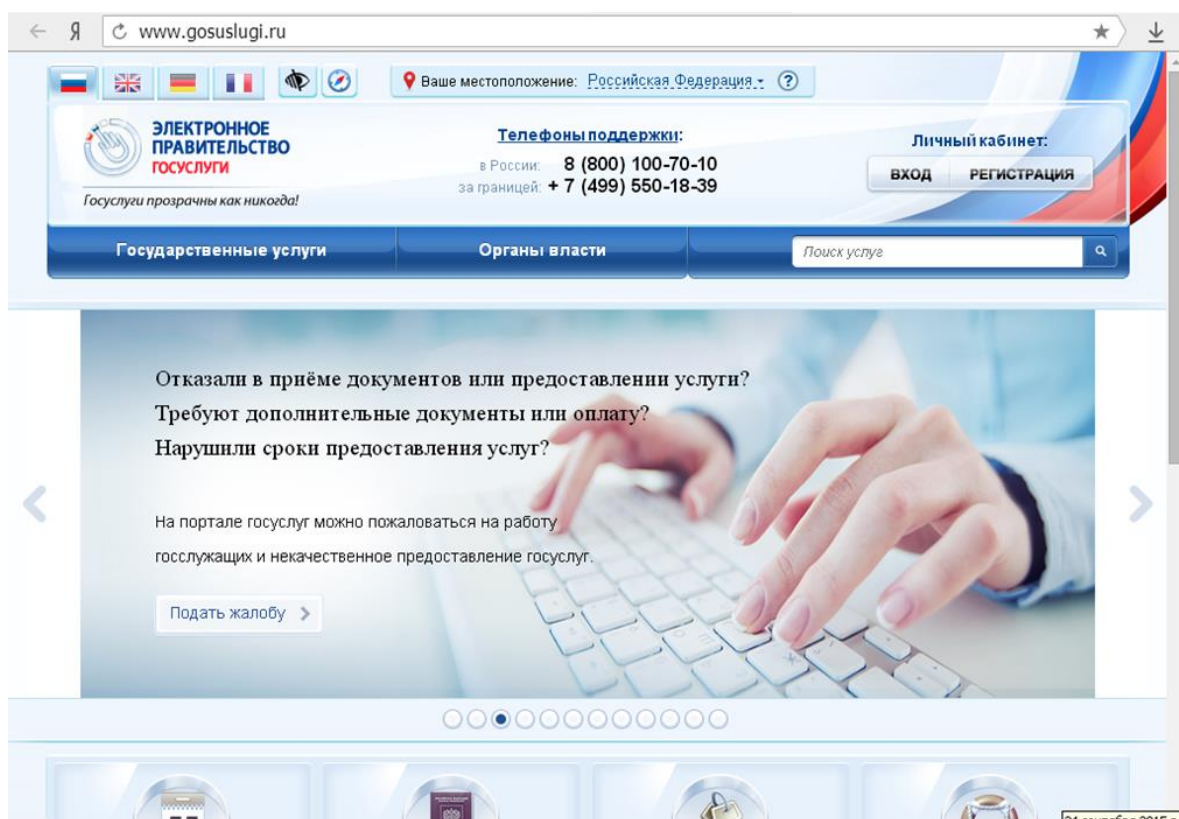 Я
www.gosuslugi.ru
Ваше местоположение: Российская Федерация ?
ЭЛЕКТРОННОЕ
ПРАВИТЕЛЬСТВО
ГОСУСЛУГИ
Госуслуги прозрачны как никогда!
Телефоны поддержки:
в России: 8 (800) 100-70-10
за границей: + 7 (499) 550-18-39
Личный кабинет:
ВХОД РЕГИСТРАЦИЯ
Государственные услуги
Органы власти
Поиск услуг
Отказали в приёме документов или предоставлении услуги?
Требуют дополнительные документы или оплату?
Нарушили сроки предоставления услуг?
На портале госуслуг можно пожаловаться на работу
госслужащих и некачественное предоставление госуслуг.
Подать жалобу